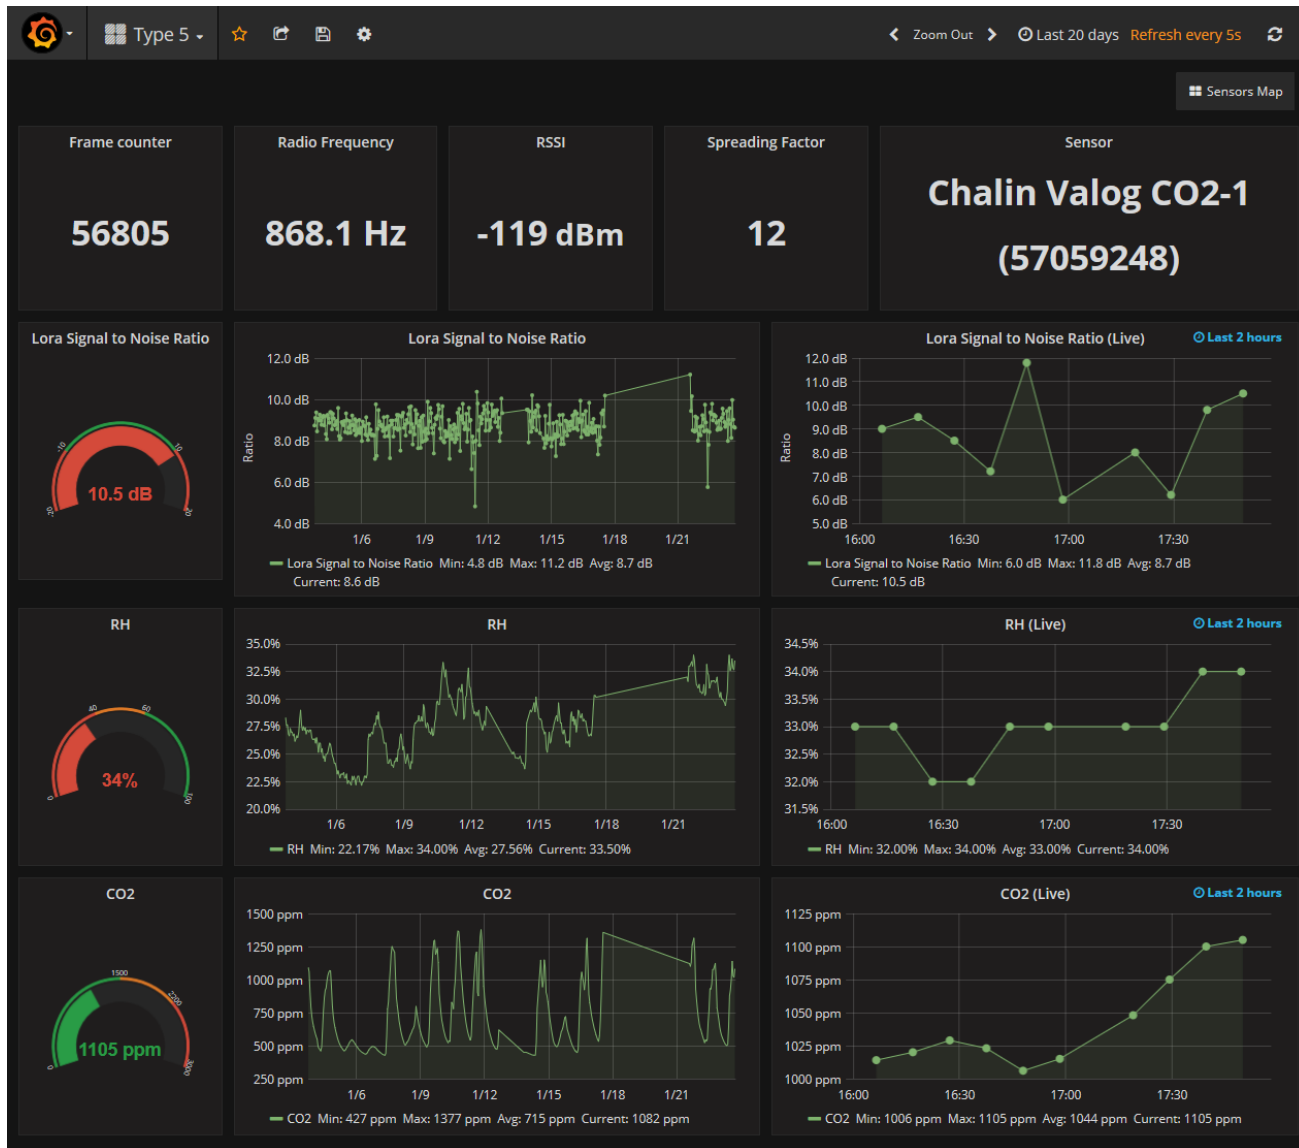 Type 5
Zoom Out
Last 20 days Refresh every 5s
Sensors Map
Frame counter
56805
Radio Frequency
868.1 Hz
RSSI
-119 dBm
Spreading Factor
12
Sensor
Chalin Valog CO2-1
(57059248)
Lora Signal to Noise Ratio
-20
-10
10
20
10.5 dB
Lora Signal to Noise Ratio
12.0 dB
10.0 dB
8.0 dB
6.0 dB
4.0 dB
Ratio
1/6 1/9 1/12 1/15 1/18 1/21
Lora Signal to Noise Ratio Min: 4.8 dB Max: 11.2 dB Avg: 8.7 dB
Current: 8.6 dB
Lora Signal to Noise Ratio (Live)
Last 2 hours
12.0 dB
11.0 dB
10.0 dB
9.0 dB
8.0 dB
7.0 dB
6.0 dB
5.0 dB
Ratio
16:00 16:30 17:00 17:30
Lora Signal to Noise Ratio Min: 6.0 dB Max: 11.8 dB Avg: 8.7 dB
Current: 10.5 dB
RH
0
40
60
100
34%
RH
35.0%
32.5%
30.0%
27.5%
25.0%
22.5%
20.0%
1/6 1/9 1/12 1/15 1/18 1/21
RH Min: 22.17% Max: 34.00% Avg: 27.56% Current: 33.50%
RH (Live)
Last 2 hours
34.5%
34.0%
33.5%
33.0%
32.5%
32.0%
31.5%
16:00 16:30 17:00 17:30
RH Min: 32.00% Max: 34.00% Avg: 33.00% Current: 34.00%
CO2
0
1500
2200
3000
1105 ppm
CO2
1500 ppm
1250 ppm
1000 ppm
750 ppm
500 ppm
250 ppm
1/6 1/9 1/12 1/15 1/18 1/21
CO2 Min: 427 ppm Max: 1377 ppm Avg: 715 ppm Current: 1082 ppm
CO2 (Live)
Last 2 hours
1125 ppm
1100 ppm
1075 ppm
1050 ppm
1025 ppm
1000 ppm
16:00 16:30 17:00 17:30
CO2 Min: 1006 ppm Max: 1105 ppm Avg: 1044 ppm Current: 1105 ppm